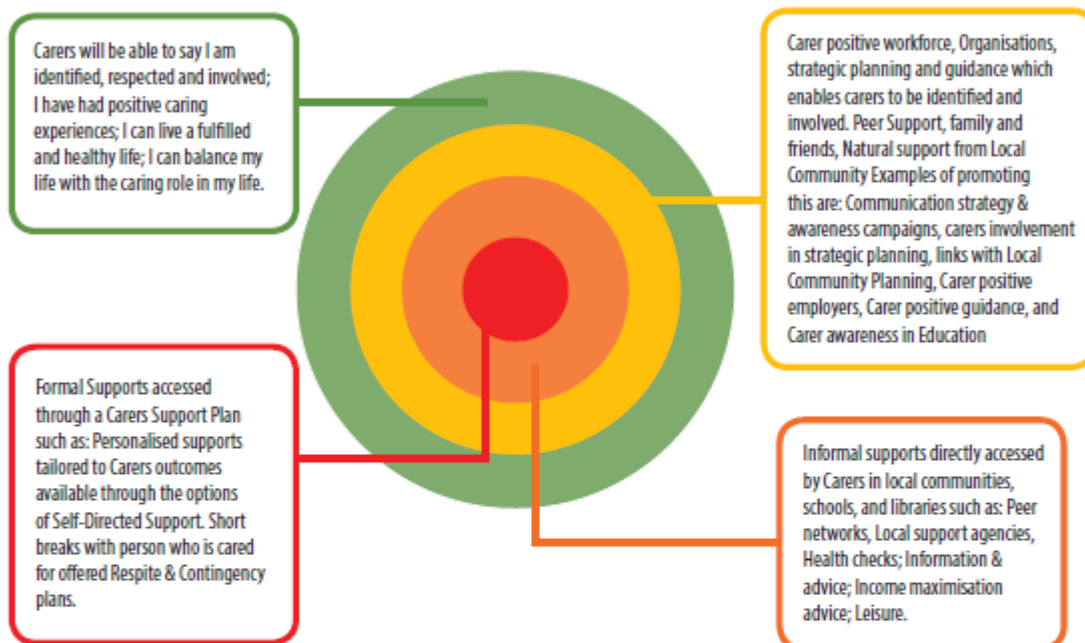 Carers will be able to say I am
identified, respected and involved;
I have had positive caring
experiences; I can live a fulfilled
and healthy life; I can balance my
life with the caring role in my life.
Carer positive workforce, Organisations,
strategic planning and guidance which
enables carers to be identified and
involved. Peer Support, family and
friends, Natural support from Local
Community Examples of promoting
this are: Communication strategy &
awareness campaigns, carers involvement
in strategic planning, links with Local
Community Planning, Carer positive
employers, Carer positive guidance, and
Carer awareness in Education
Formal Supports accessed
through a Carers Support Plan
such as: Personalised supports
tailored to Carers outcomes
available through the options
of Self-Directed Support. Short
breaks with person who is cared
for offered Respite & Contingency
plans.
Informal supports directly accessed
by Carers in local communities,
schools, and libraries such as: Peer
networks, Local support agencies,
Health checks; Information &
advice; Income maximisation
advice; Leisure.